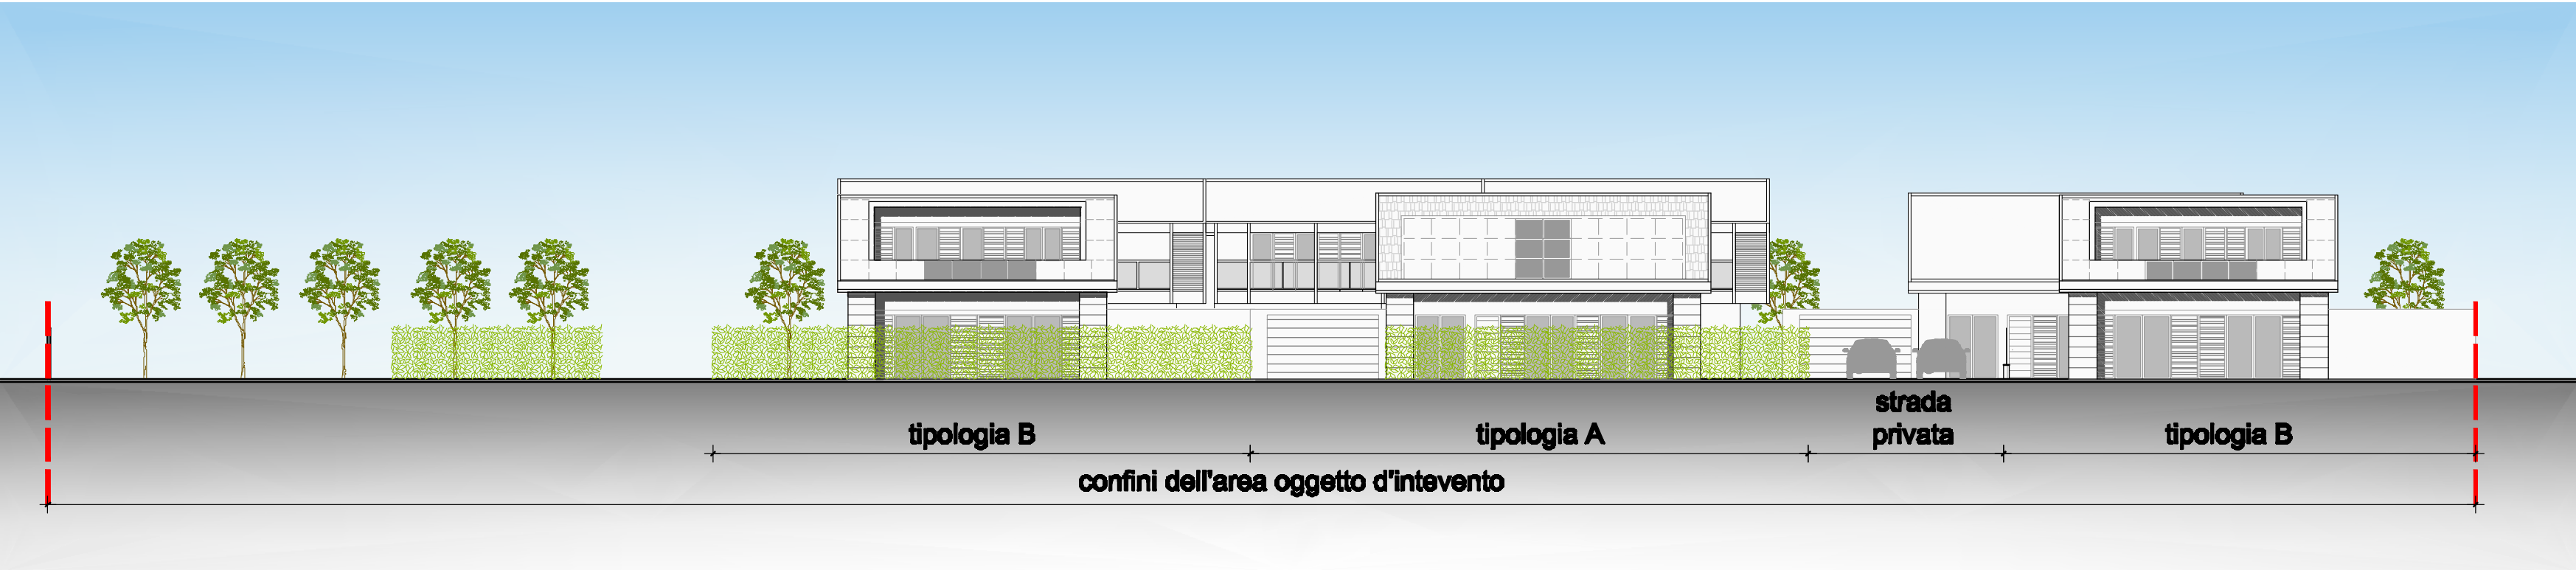 strada
tipologia B tipologia A privata tipologia B
confini dell'area oggetto d'intevento